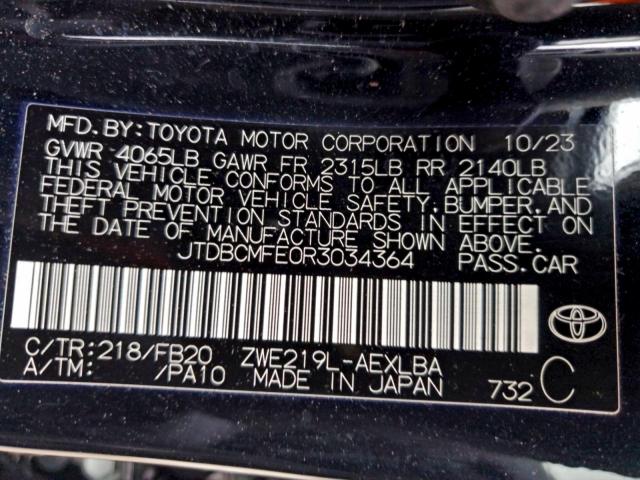 MFD. BY: TOYOTA MOTOR CORPORATION 10/23
GVWR 4065LB GAWR FR 2315LB RR 2140LB
THIS VEHICLE CONFORMS TO ALL APPLICABLE
FEDERAL MOTOR VEHICLE SAFETY, BUMPER, AND
THEFT PREVENTION STANDARDS IN EFFECT ON
THE DATE OF MANUFACTURE SHOWN ABOVE.
JTDBCMFE0R3034364 PASS. CAR
C/TR: 218/FB20 ZWE219L-AEXLBA
A/TM: /PA10 MADE IN JAPAN 732 C